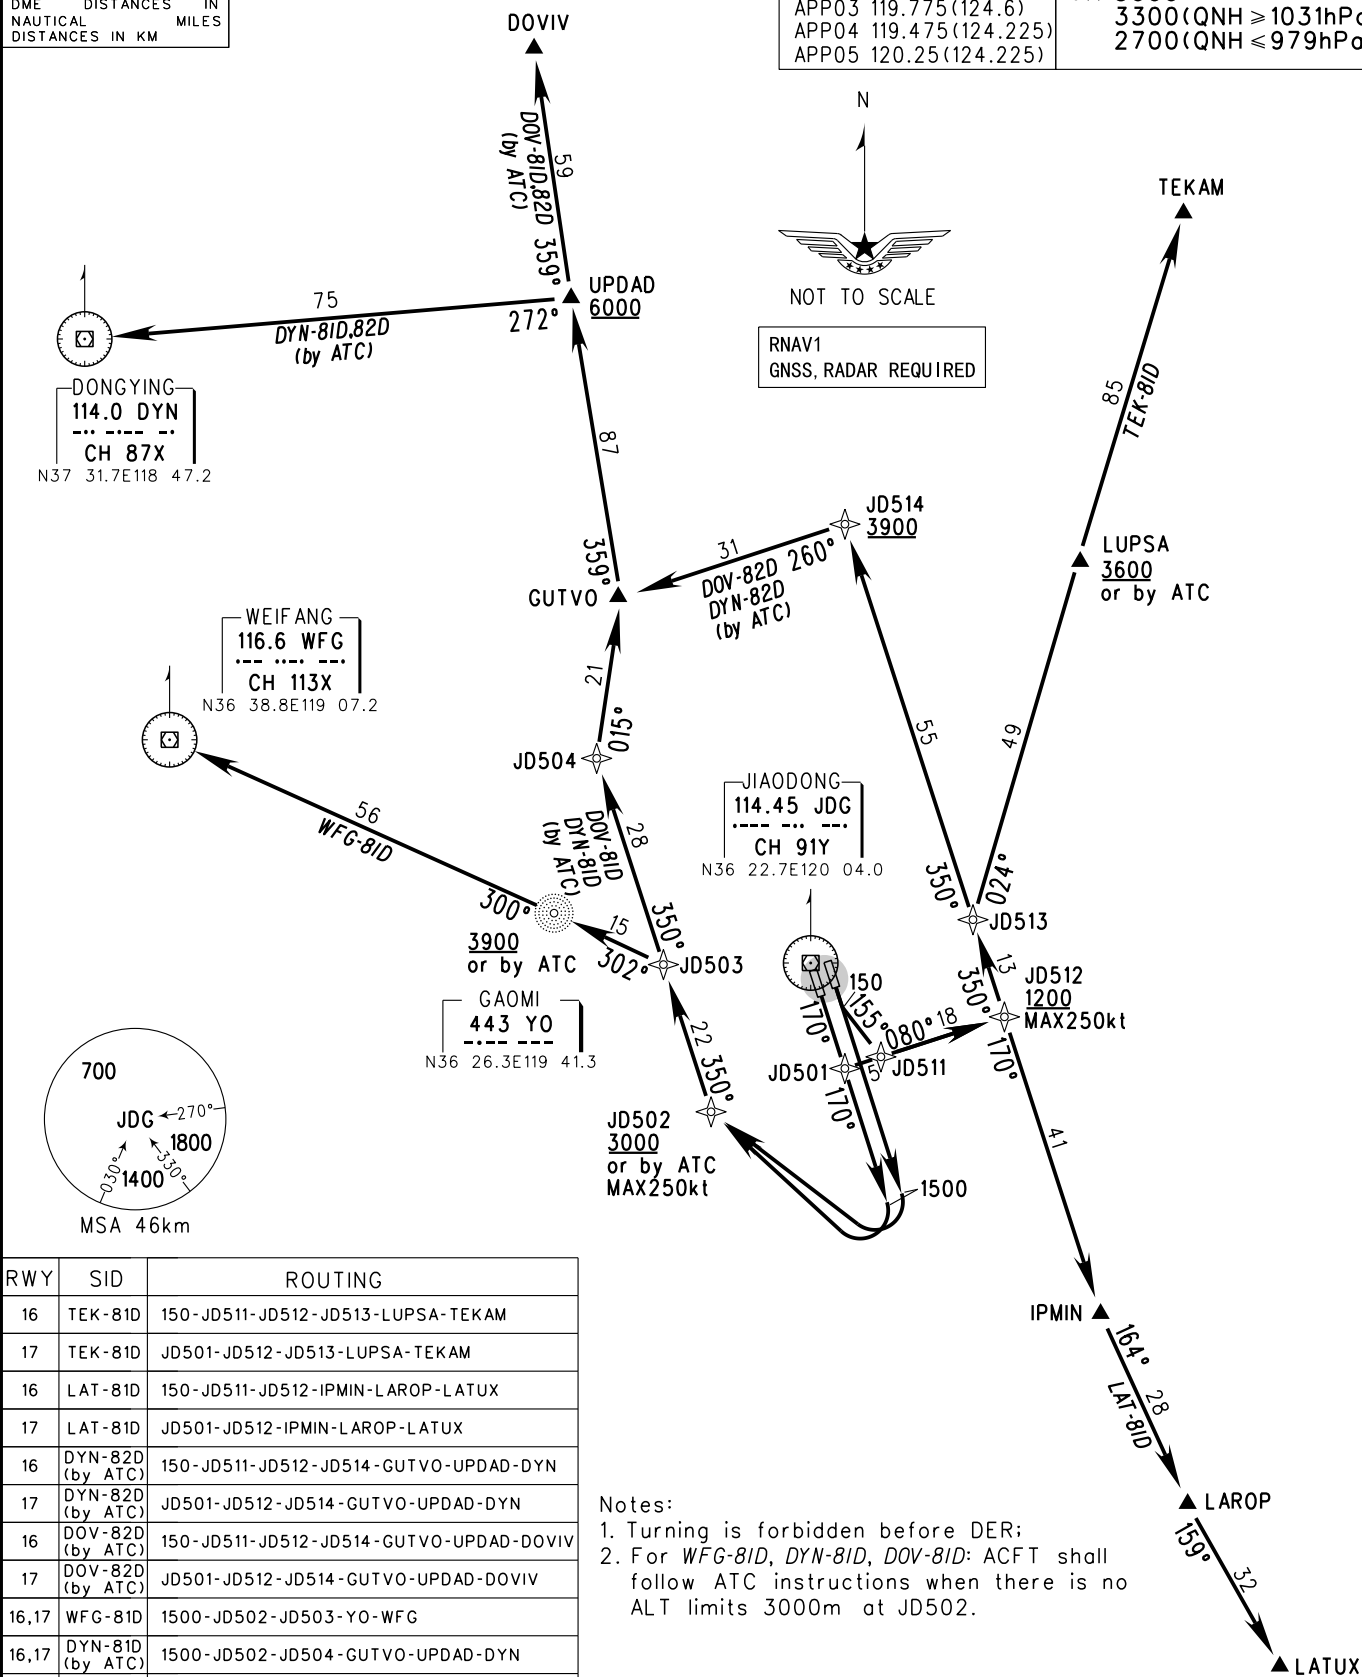 DME DISTANCES IN
NAUTICAL MILES
DISTANCES IN KM
APP03 119.775(124.6)
APP04 119.475(124.225)
APP05 120.25(124.225)
3300(QNH≥1031hPa
2700(QNH≤979hPa
DOVIV
59
DOV-81D,82D
(by ATC)
359°
N
NOT TO SCALE
RNAV1
GNSS, RADAR REQUIRED
TEKAM
85
TEK-81D
UPDAD
6000
272°
75
DYN-81D,82D
(by ATC)
DONGYING
114.0 DYN
CH 87X
N37 31.7E118 47.2
87
359°
GUTVO
JD514
3900
260°
31
DOV-82D
DYN-82D
(by ATC)
LUPSA
3600
or by ATC
WEIFANG
116.6 WFG
CH 113X
N36 38.8E119 07.2
21
015°
JD504
55
49
56
WFG-81D
28
DOV-81D
DYN-81D
(by ATC)
JIAODONG
114.45 JDG
CH 91Y
N36 22.7E120 04.0
300°
350°
15
302°
3900
or by ATC
JD503
350°
024°
JD513
GAOMI
443 YO
N36 26.3E119 41.3
13
350°
JD512
1200
MAX250kt
170°
150
155°
080°
18
170°
JD501
5
JD511
170°
22
350°
JD502
3000
or by ATC
MAX250kt
1500
41
700
JDG
270°
1800
030°
330°
1400
MSA 46km
IPMIN
164°
28
LAT-81D
LAROP
159°
32
LATUX
RWY SID ROUTING
16 TEK-81D 150-JD511-JD512-JD513-LUPSA-TEKAM
17 TEK-81D JD501-JD512-JD513-LUPSA-TEKAM
16 LAT-81D 150-JD511-JD512-IPMIN-LAROP-LATUX
17 LAT-81D JD501-JD512-IPMIN-LAROP-LATUX
16 DYN-82D (by ATC) 150-JD511-JD512-JD514-GUTVO-UPDAD-DYN
17 DYN-82D (by ATC) JD501-JD512-JD514-GUTVO-UPDAD-DYN
16 DOV-82D (by ATC) 150-JD511-JD512-JD514-GUTVO-UPDAD-DOVIV
17 DOV-82D (by ATC) JD501-JD512-JD514-GUTVO-UPDAD-DOVIV
16,17 WFG-81D 1500-JD502-JD503-YO-WFG
16,17 DYN-81D (by ATC) 1500-JD502-JD504-GUTVO-UPDAD-DYN
Notes:
1. Turning is forbidden before DER;
2. For WFG-81D, DYN-81D, DOV-81D: ACFT shall
follow ATC instructions when there is no
ALT limits 3000m at JD502.